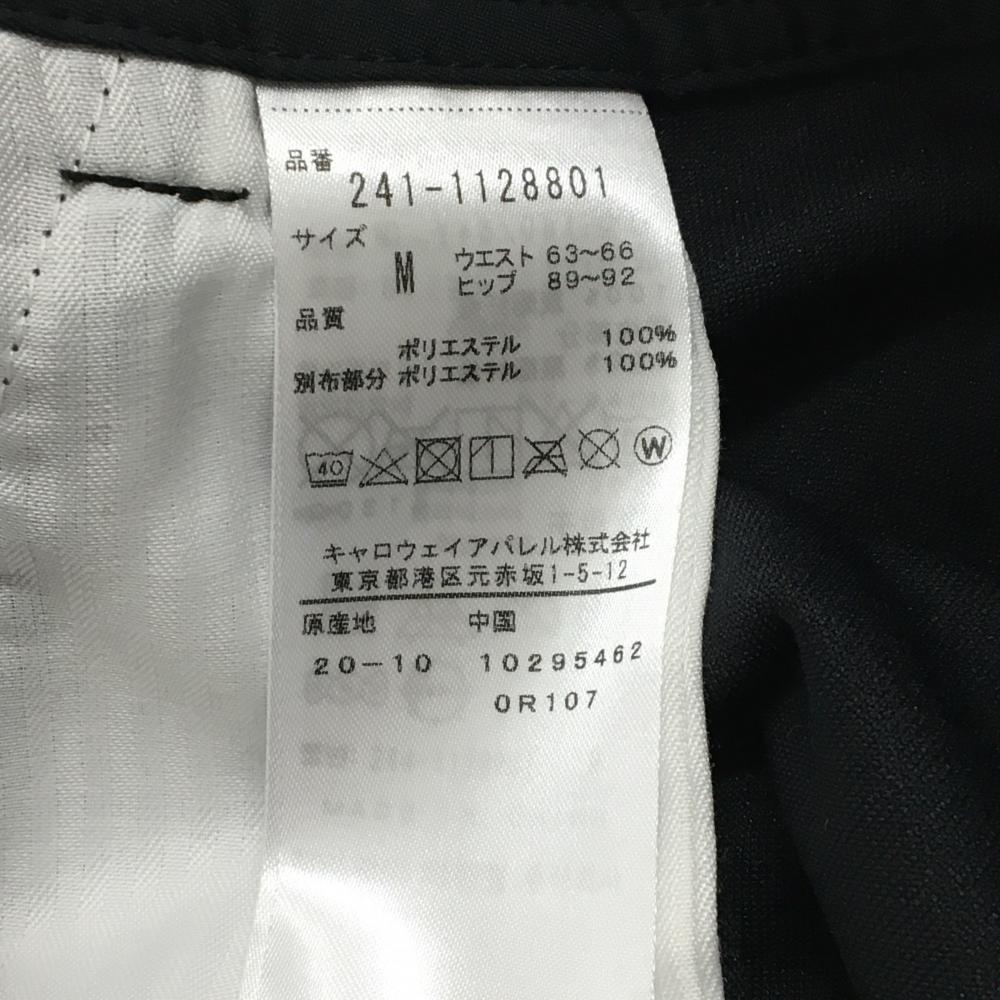 品番
241-1128801
サイズ
M ウエスト 63~66
ヒップ 89~92
品質
ポリエステル 100%
別布部分 ポリエステル 100%
40 W
キャロウェイアパレル株式会社
東京都港区元赤坂1-5-12
原産地 中国
20-10 10295462
0R107